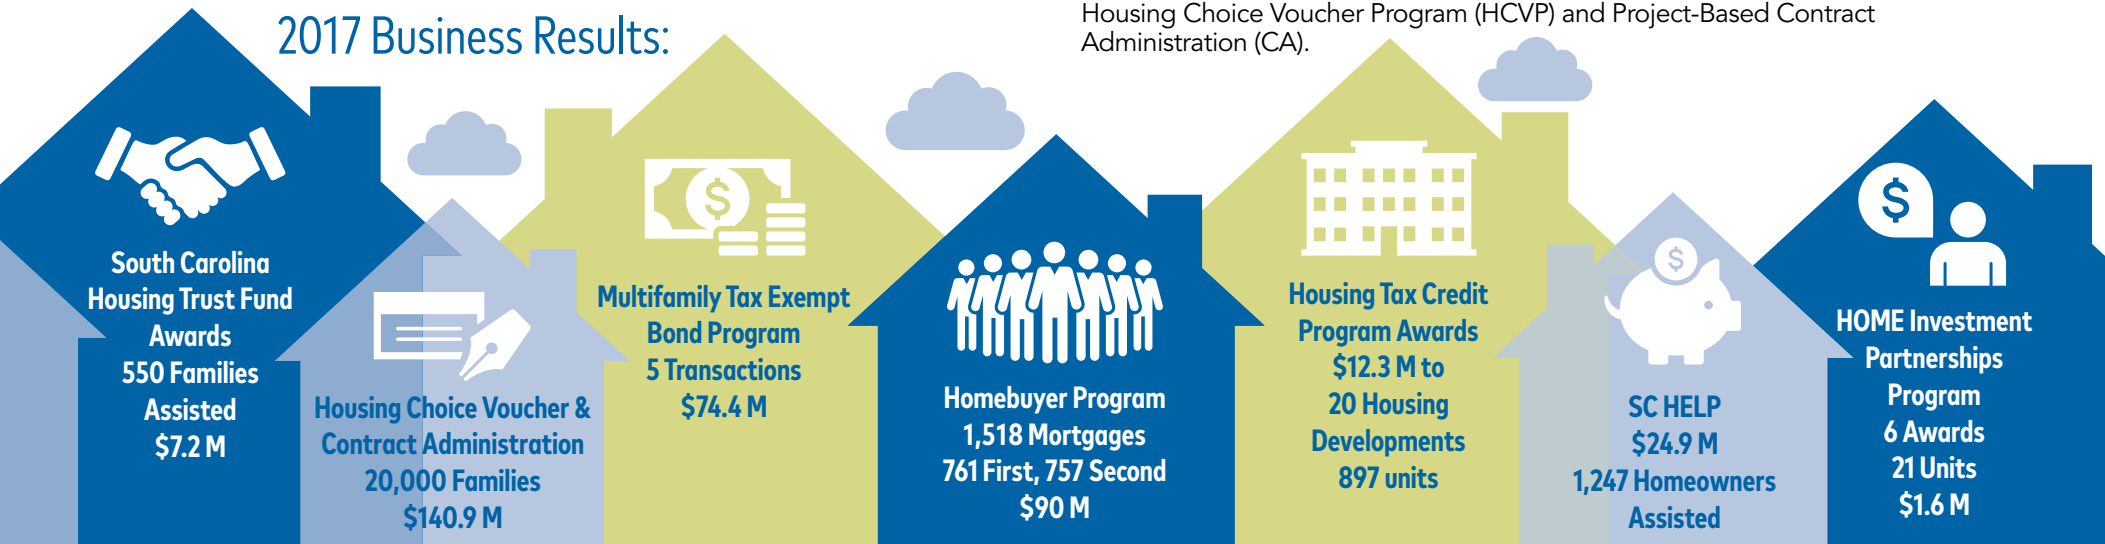 Housing Choice Voucher Program (HCVP) and Project-Based Contract
Administration (CA).
2017 Business Results:
South Carolina
Housing Trust Fund
Awards
550 Families
Assisted
$7.2 M
Housing Choice Voucher &
Contract Administration
20,000 Families
$140.9 M
Multifamily Tax Exempt
Bond Program
5 Transactions
$74.4 M
Homebuyer Program
1,518 Mortgages
761 First, 757 Second
$90 M
Housing Tax Credit
Program Awards
$12.3 M to
20 Housing
Developments
897 units
$
SC HELP
$24.9 M
1,247 Homeowners
Assisted
$
HOME Investment
Partnerships
Program
6 Awards
21 Units
$1.6 M
$